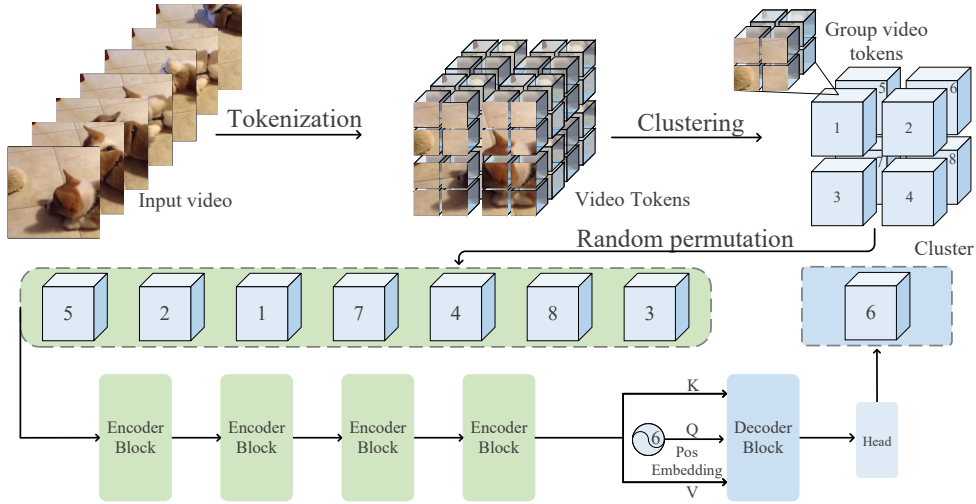 Group video
tokens
Tokenization
Clustering
5
6
1
2
7
8
3
4
Input video
Video Tokens
Random permutation
Cluster
5
2
1
7
4
8
3
6
K
Encoder
Block
Encoder
Block
Encoder
Block
Encoder
Block
6
Q
Pos
Embedding
V
Decoder
Block
Head